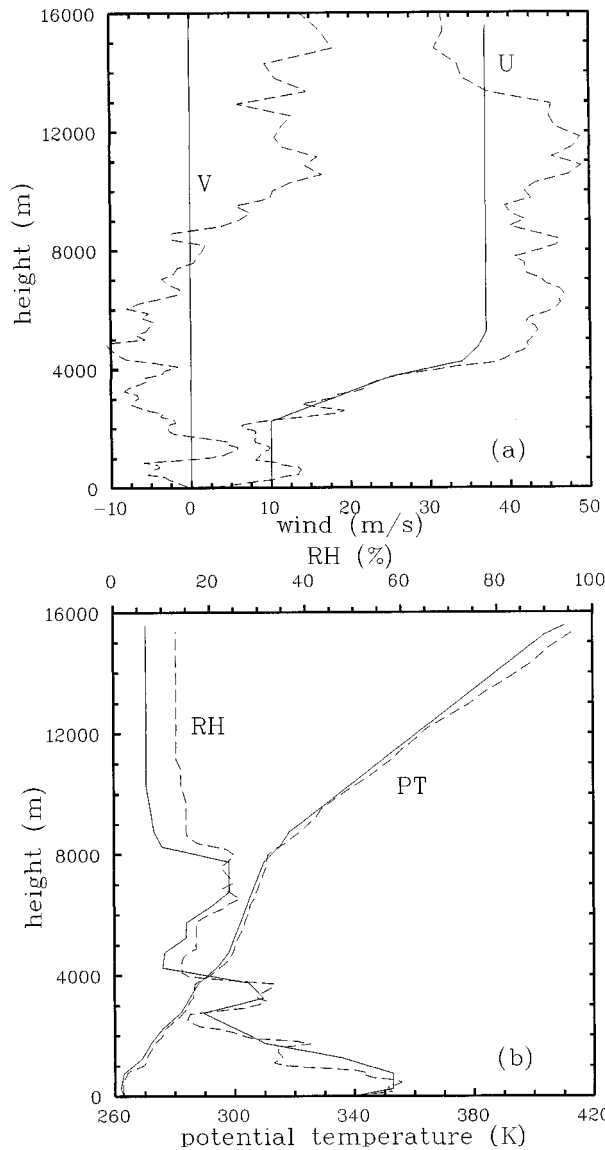 16000
U
12000
V
height (m)
8000
4000
(a)
0
-10 0 10 20 30 40 50
wind (m/s)
RH (%)
0 20 40 60 80 100
16000
RH
12000
PT
height (m)
8000
4000
(b)
0
260 300 340 380 420
potential temperature (K)